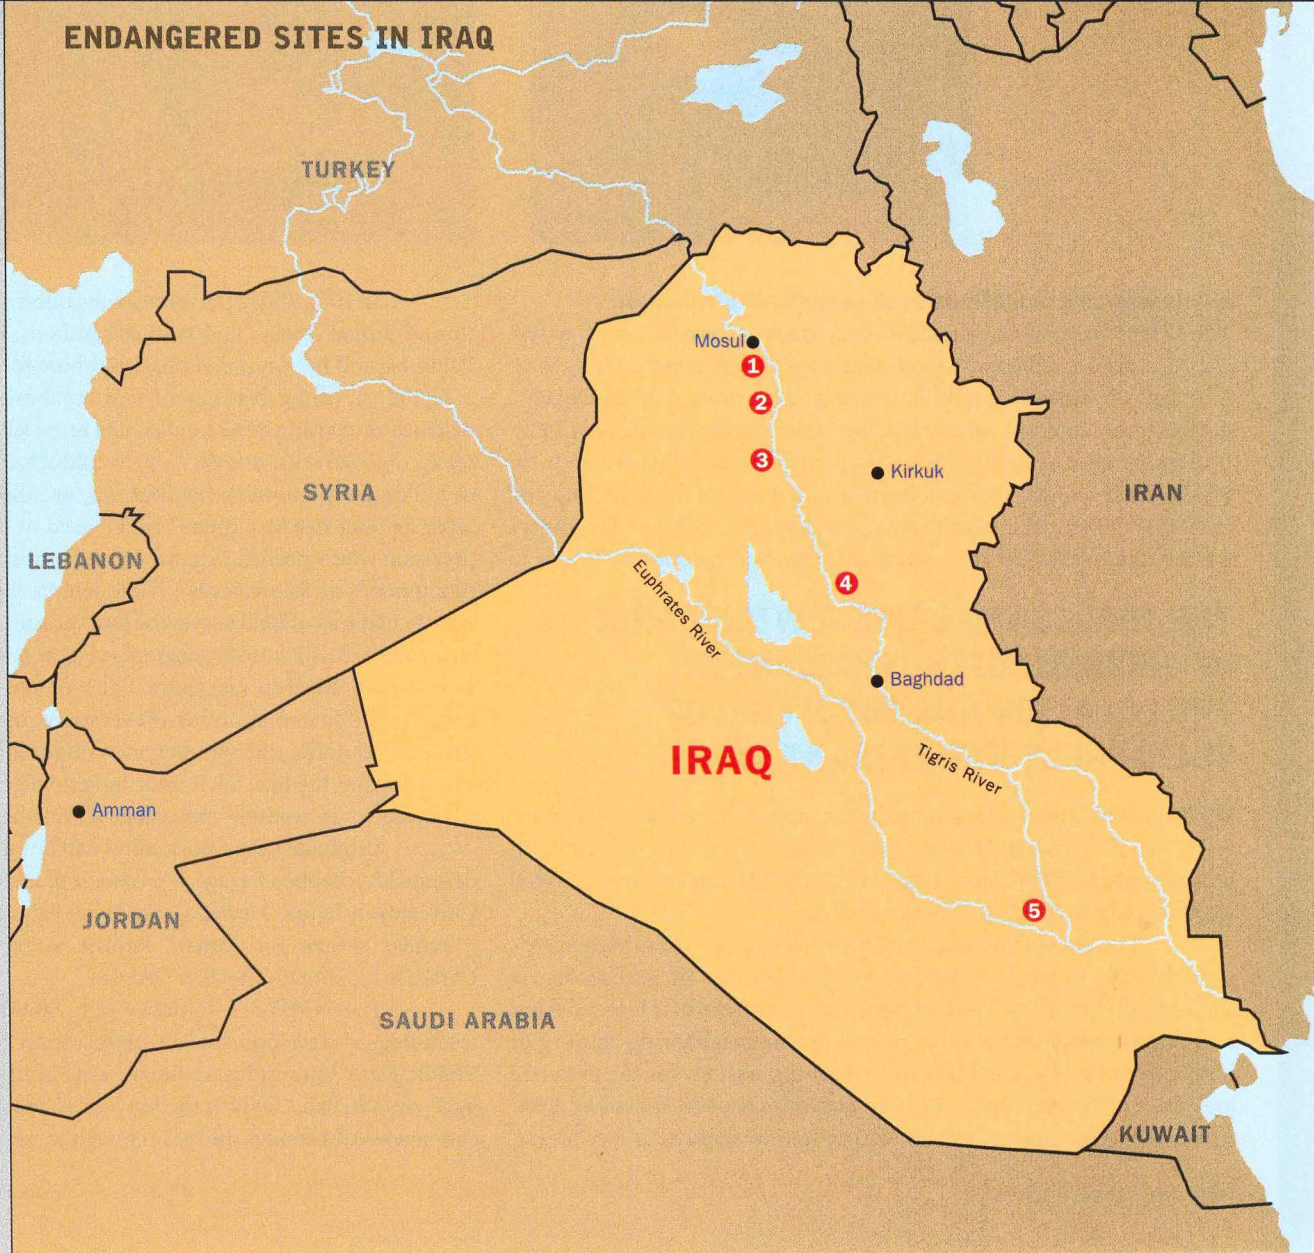 ENDANGERED SITES IN IRAQ
TURKEY
Mosul
1
2
3
Kirkuk
SYRIA
IRAN
LEBANON
Euphrates River
4
Baghdad
IRAQ
Tigris River
Amman
5
JORDAN
SAUDI ARABIA
KUWAIT